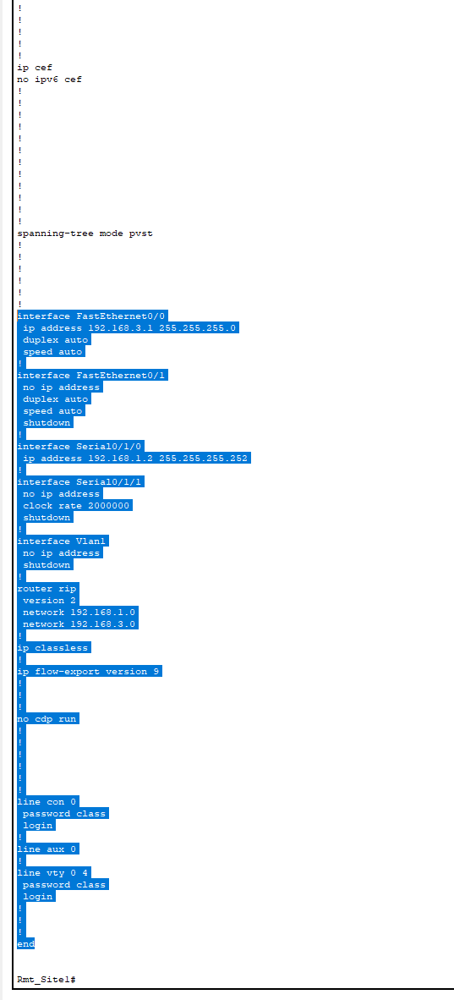 !
!
!
!
!
ip cef
no ipv6 cef
!
!
!
!
!
!
!
!
!
!
!
!
spanning-tree mode pvst
!
!
!
!
!
!
interface FastEthernet0/0
 ip address 192.168.3.1 255.255.255.0
 duplex auto
 speed auto
!
interface FastEthernet0/1
 no ip address
 duplex auto
 speed auto
 shutdown
!
interface Serial0/1/0
 ip address 192.168.1.2 255.255.255.252
!
interface Serial0/1/1
 no ip address
 clock rate 2000000
 shutdown
!
interface Vlan1
 no ip address
 shutdown
!
router rip
 version 2
 network 192.168.1.0
 network 192.168.3.0
!
ip classless
!
ip flow-export version 9
!
!
!
no cdp run
!
!
!
!
!
!
line con 0
 password class
 login
!
line aux 0
!
line vty 0 4
 password class
 login
!
!
!
end
Rmt_Site1#